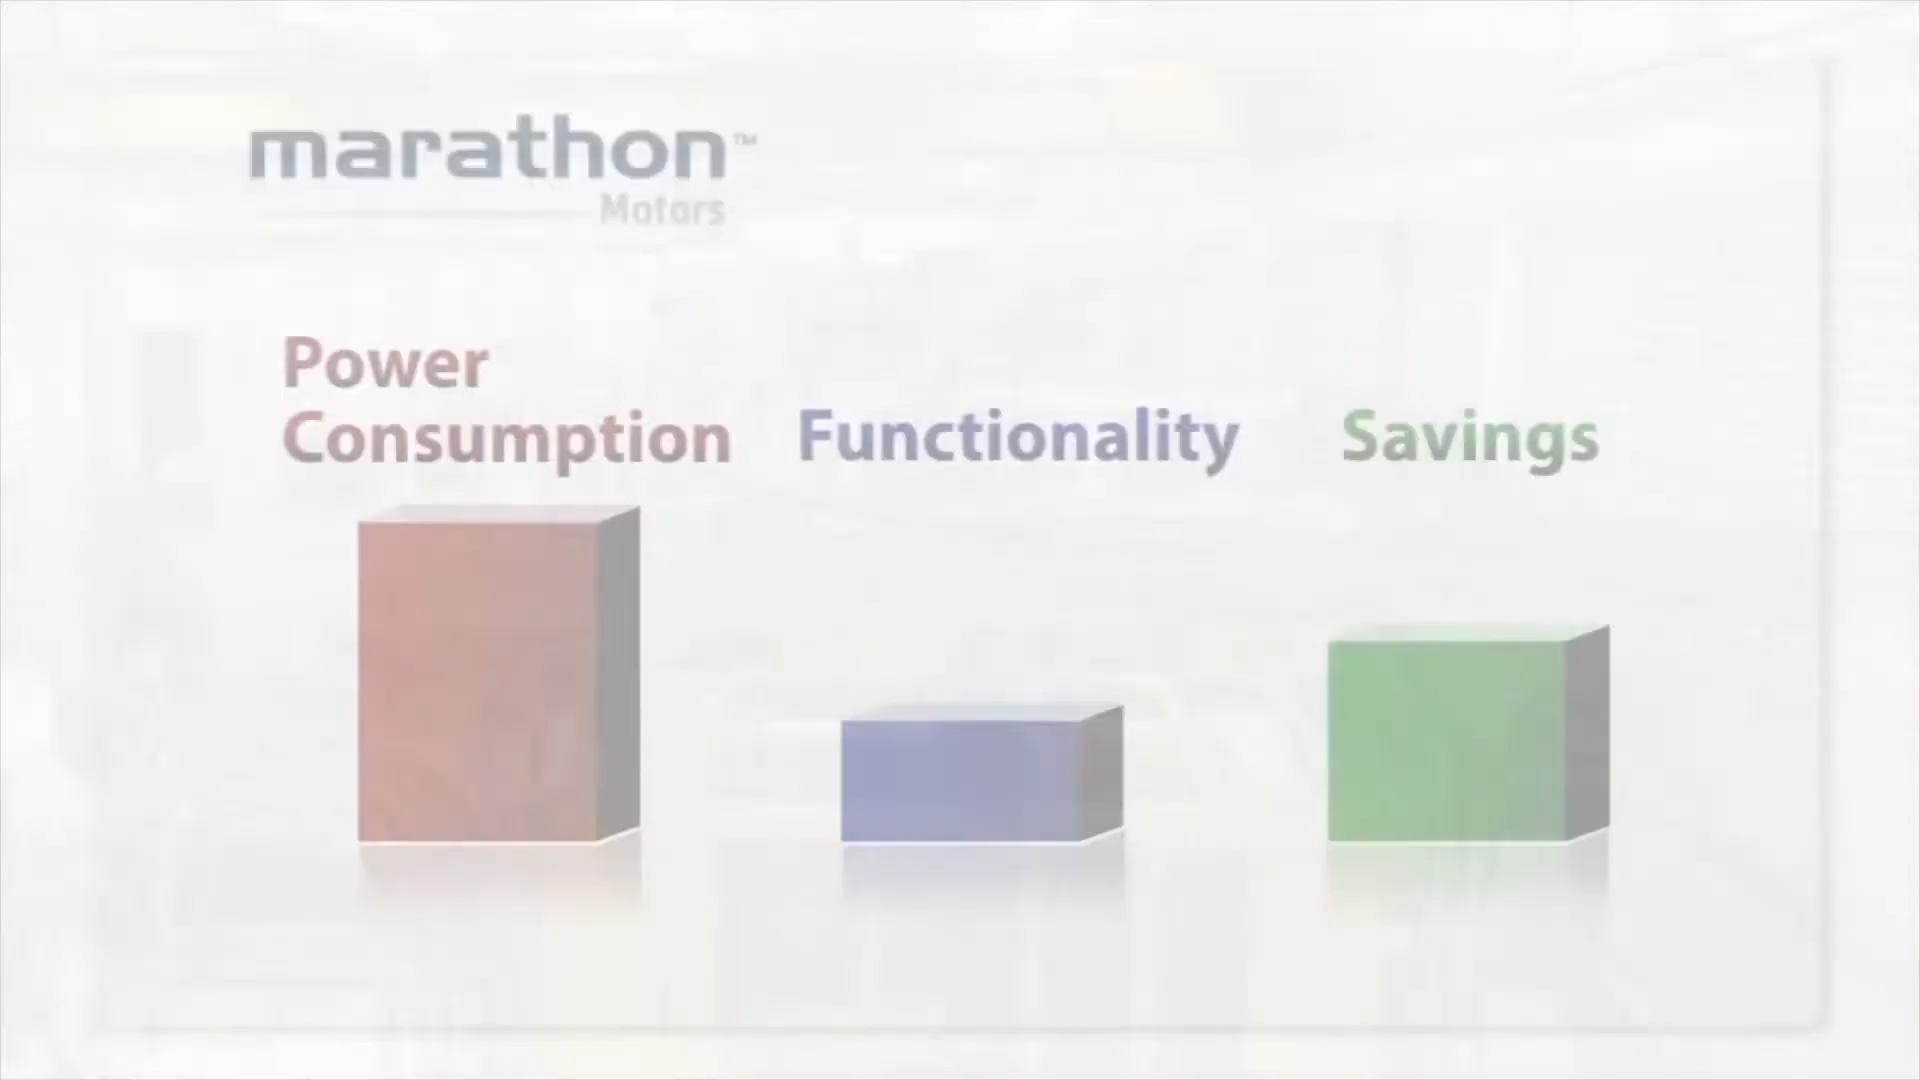 marathon™
Motors
Power
Consumption
Functionality
Savings